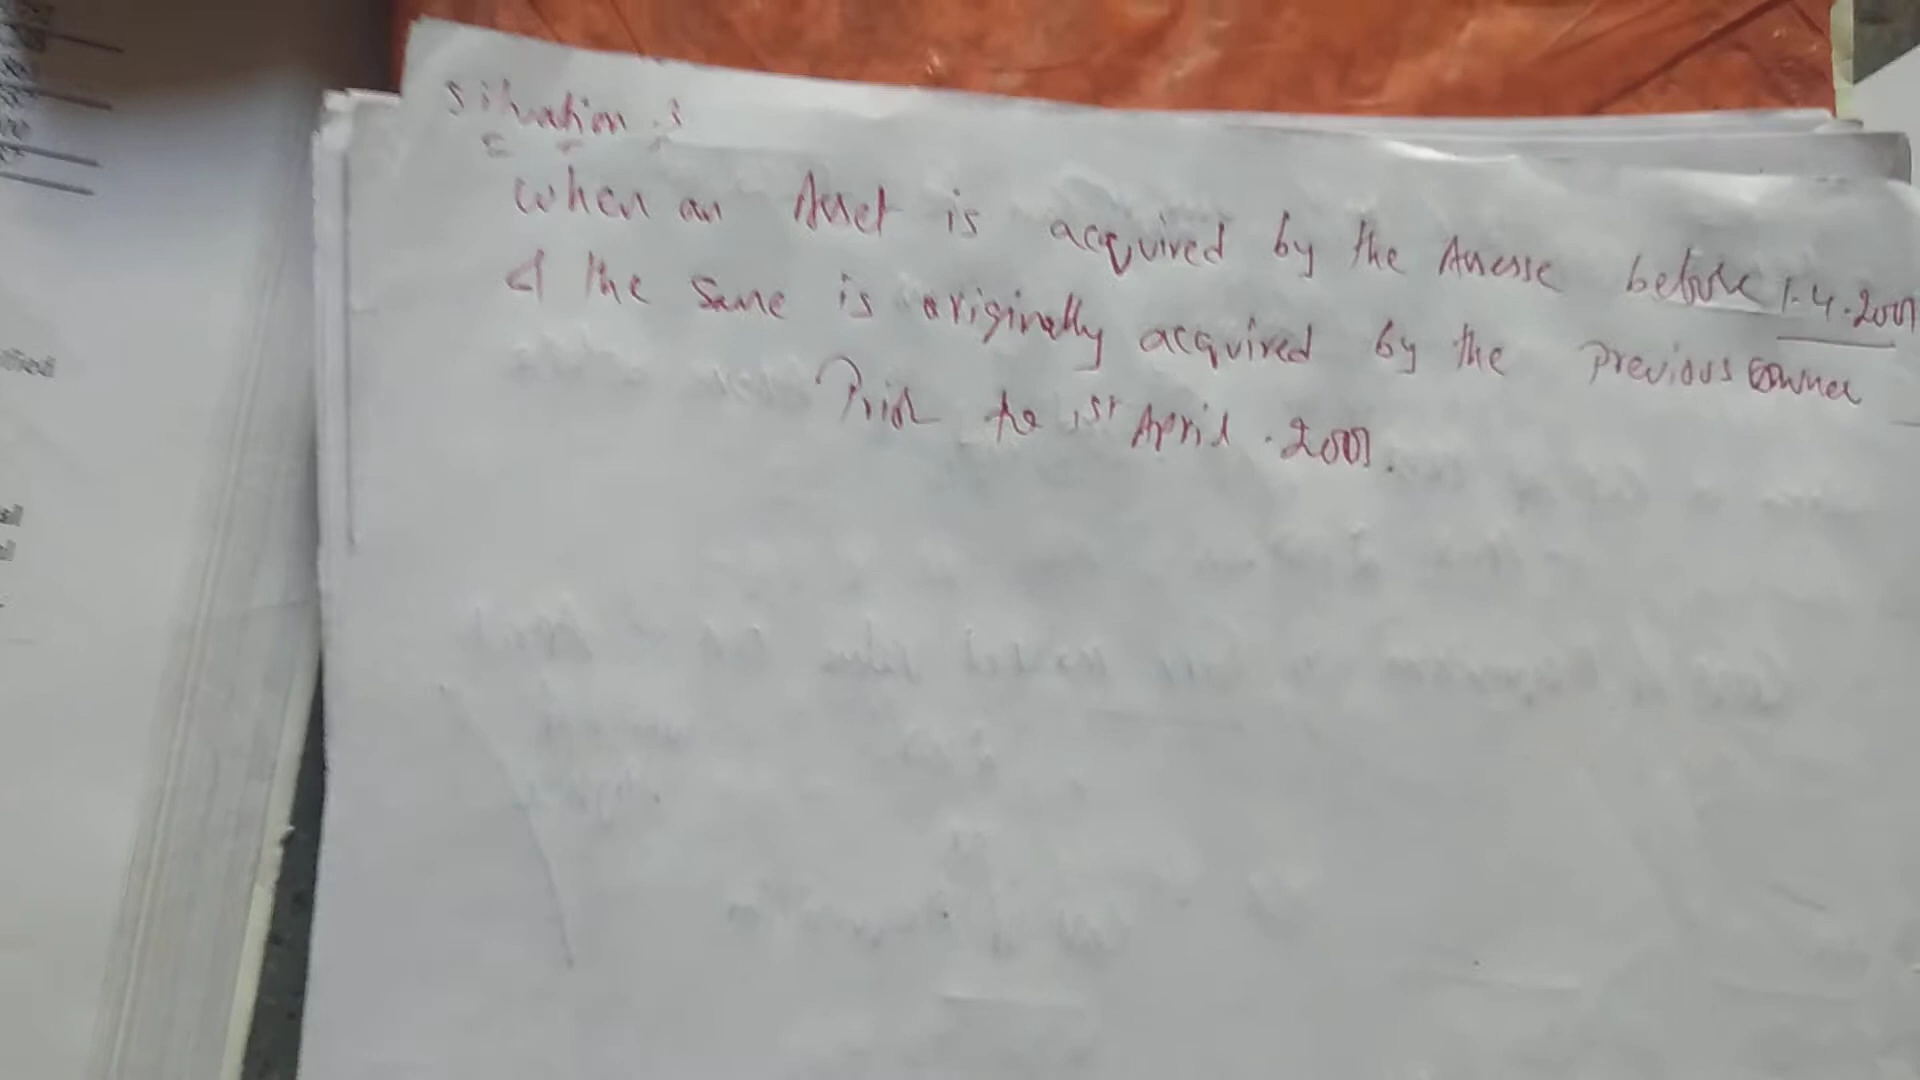 Situation 3
When an Asset is acquired by the Assesse before 1.4.2001
& the same is originally acquired by the previous owner
Prior to 1st April . 2001.